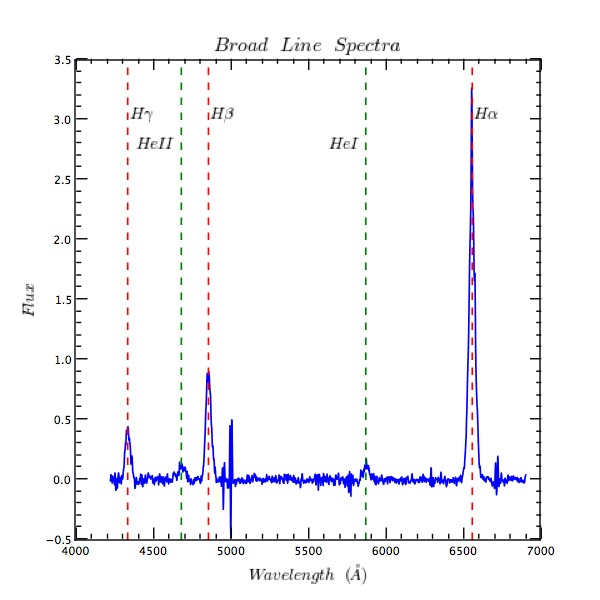 Broad Line Spectra
3.5
3.0
2.5
2.0
1.5
1.0
0.5
0.0
−0.5
Flux
Hγ
HeII
Hβ
HeI
Hα
4000 4500 5000 5500 6000 6500 7000
Wavelength (Å)